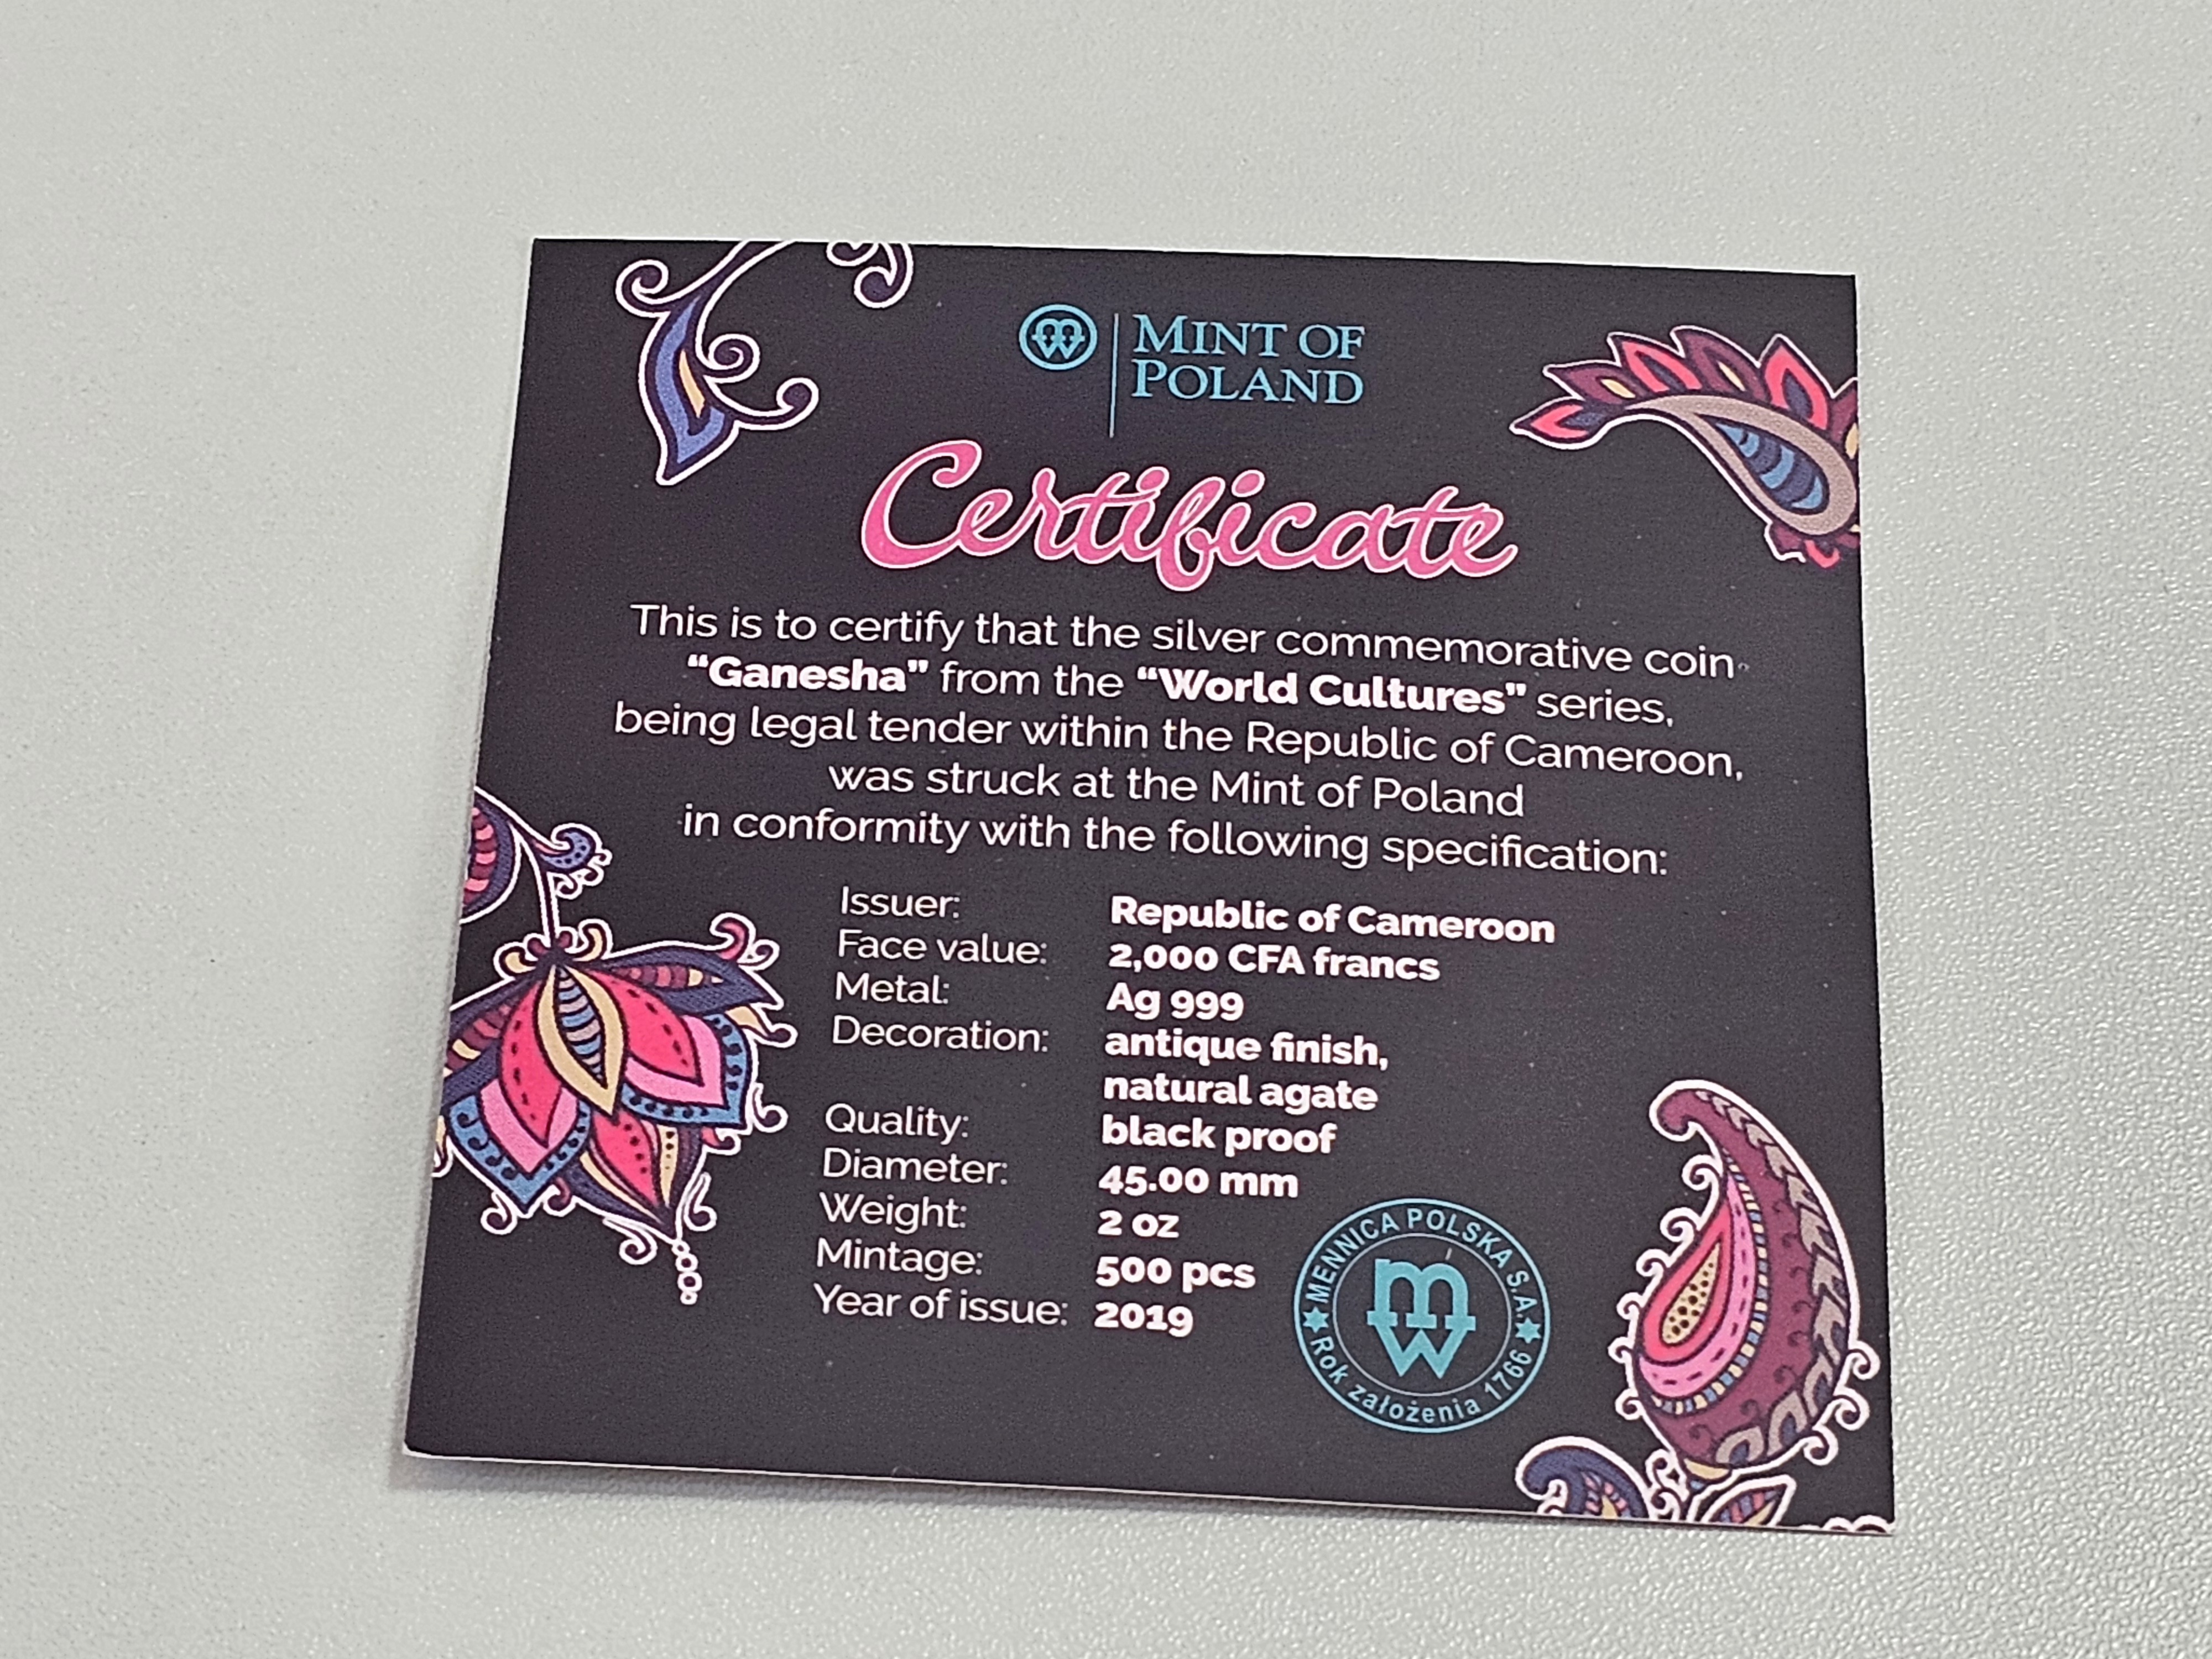 MINT OF
POLAND
Certificate
This is to certify that the silver commemorative coin
“Ganesha” from the “World Cultures” series,
being legal tender within the Republic of Cameroon,
was struck at the Mint of Poland
in conformity with the following specification:
Issuer: Republic of Cameroon
Face value: 2,000 CFA francs
Metal: Ag 999
Decoration: antique finish,
natural agate
Quality: black proof
Diameter: 45.00 mm
Weight: 2 oz
Mintage: 500 pcs
Year of issue: 2019
MENNICA POLSKA S.A.
mw
Rok założenia 1766